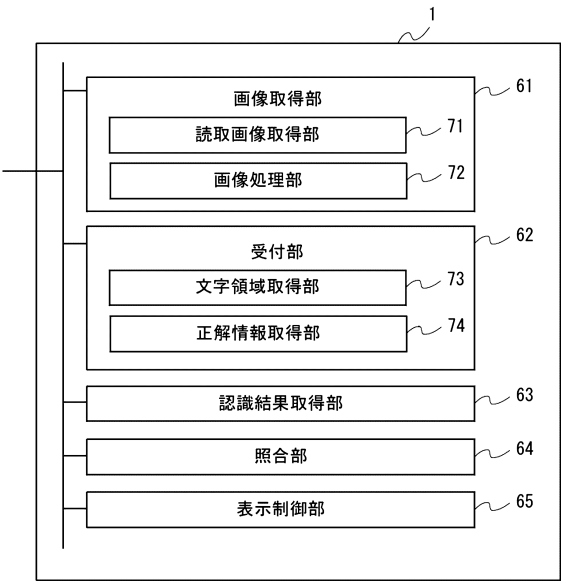 1
画像取得部
61
読取画像取得部
71
画像処理部
72
受付部
62
文字領域取得部
73
正解情報取得部
74
認識結果取得部
63
照合部
64
表示制御部
65